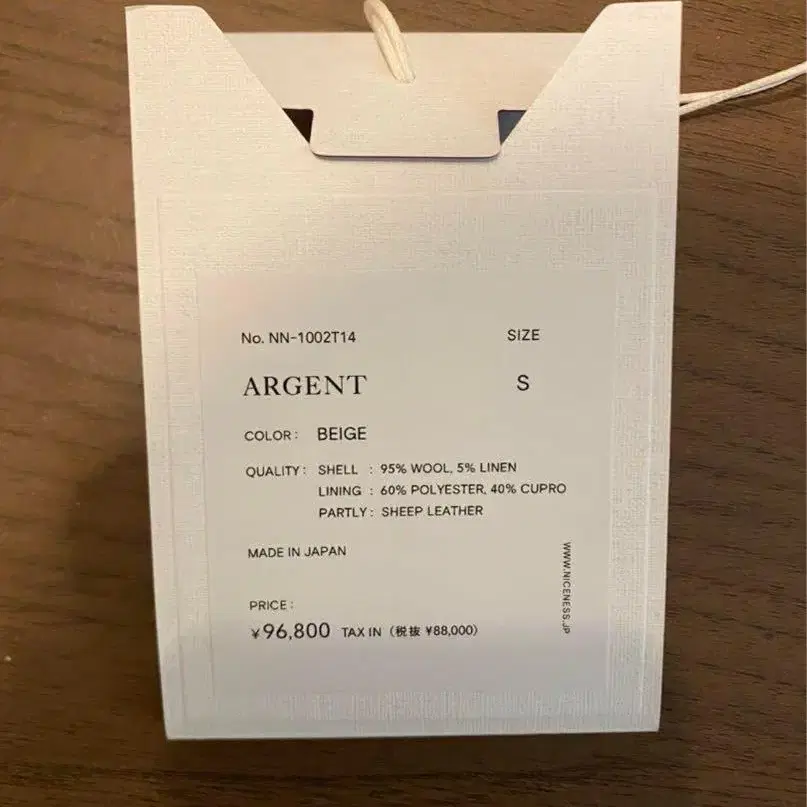 No. NN-1002T14
SIZE
ARGENT
S
COLOR: BEIGE
QUALITY: SHELL : 95% WOOL, 5% LINEN
LINING : 60% POLYESTER, 40% CUPRO
PARTLY : SHEEP LEATHER
MADE IN JAPAN
WWW.NICENESS.JP
PRICE:
¥96,800 TAX IN (税抜 ¥88,000)